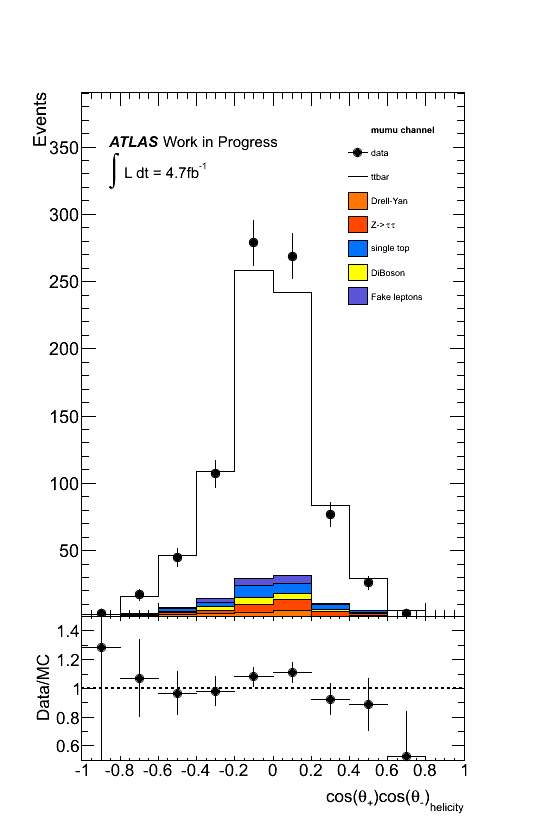 Events
350
300
250
200
150
100
50
ATLAS Work in Progress
∫ L dt = 4.7fb⁻¹
mumu channel
data
ttbar
Drell-Yan
Z->ττ
single top
DiBoson
Fake leptons
Data/MC
1.4
1.2
1
0.8
0.6
-1 -0.8 -0.6 -0.4 -0.2 0 0.2 0.4 0.6 0.8 1
cos(θ₊)cos(θ₋)helicity